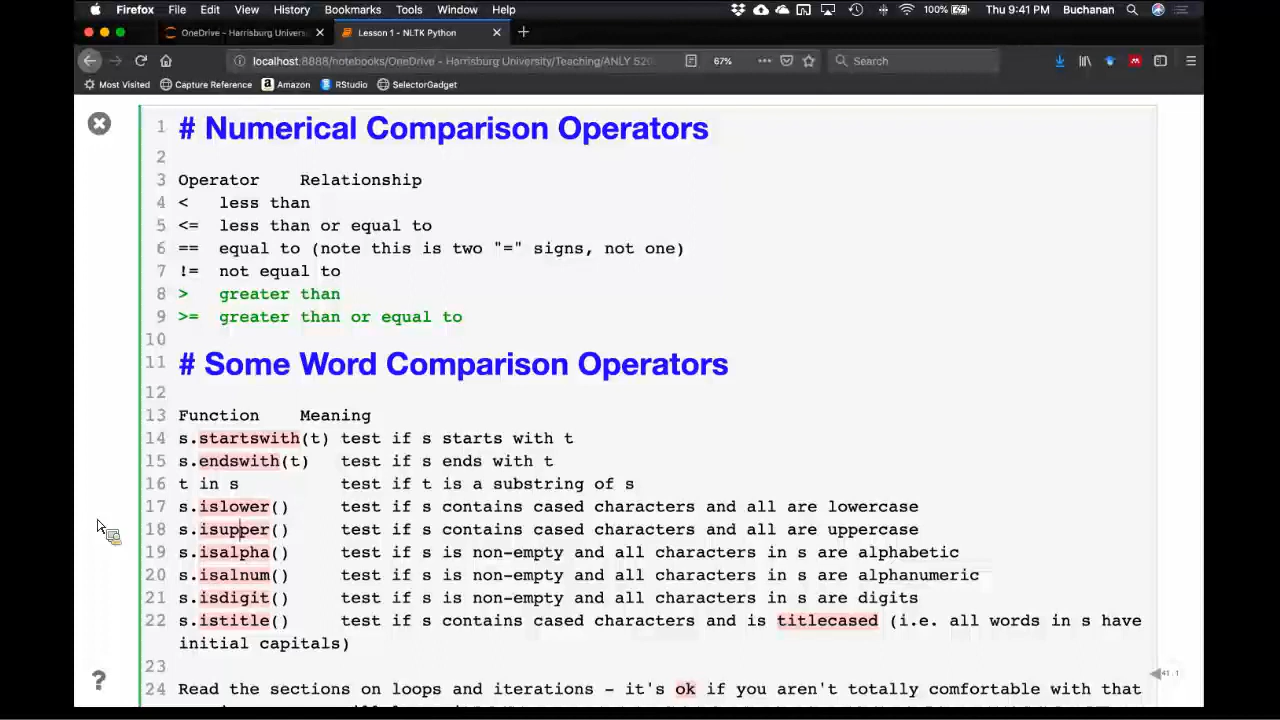 Firefox File Edit View History Bookmarks Tools Window Help 100% Thu 9:41 PM Buchanan
OneDrive - Harrisburg Universi Lesson 1 - NLTK Python
localhost:8888/notebooks/OneDrive - Harrisburg University/Teaching/ANLY 520 67% Search
Most Visited Capture Reference Amazon RStudio SelectorGadget
1 # Numerical Comparison Operators
2
3 Operator Relationship
4 < less than
5 <= less than or equal to
6 == equal to (note this is two "=" signs, not one)
7 != not equal to
8 > greater than
9 >= greater than or equal to
10
11 # Some Word Comparison Operators
12
13 Function Meaning
14 s.startswith(t) test if s starts with t
15 s.endswith(t) test if s ends with t
16 t in s test if t is a substring of s
17 s.islower() test if s contains cased characters and all are lowercase
18 s.isupper() test if s contains cased characters and all are uppercase
19 s.isalpha() test if s is non-empty and all characters in s are alphabetic
20 s.isalnum() test if s is non-empty and all characters in s are alphanumeric
21 s.isdigit() test if s is non-empty and all characters in s are digits
22 s.istitle() test if s contains cased characters and is titlecased (i.e. all words in s have
initial capitals)
23
24 Read the sections on loops and iterations - it's ok if you aren't totally comfortable with that
41.1